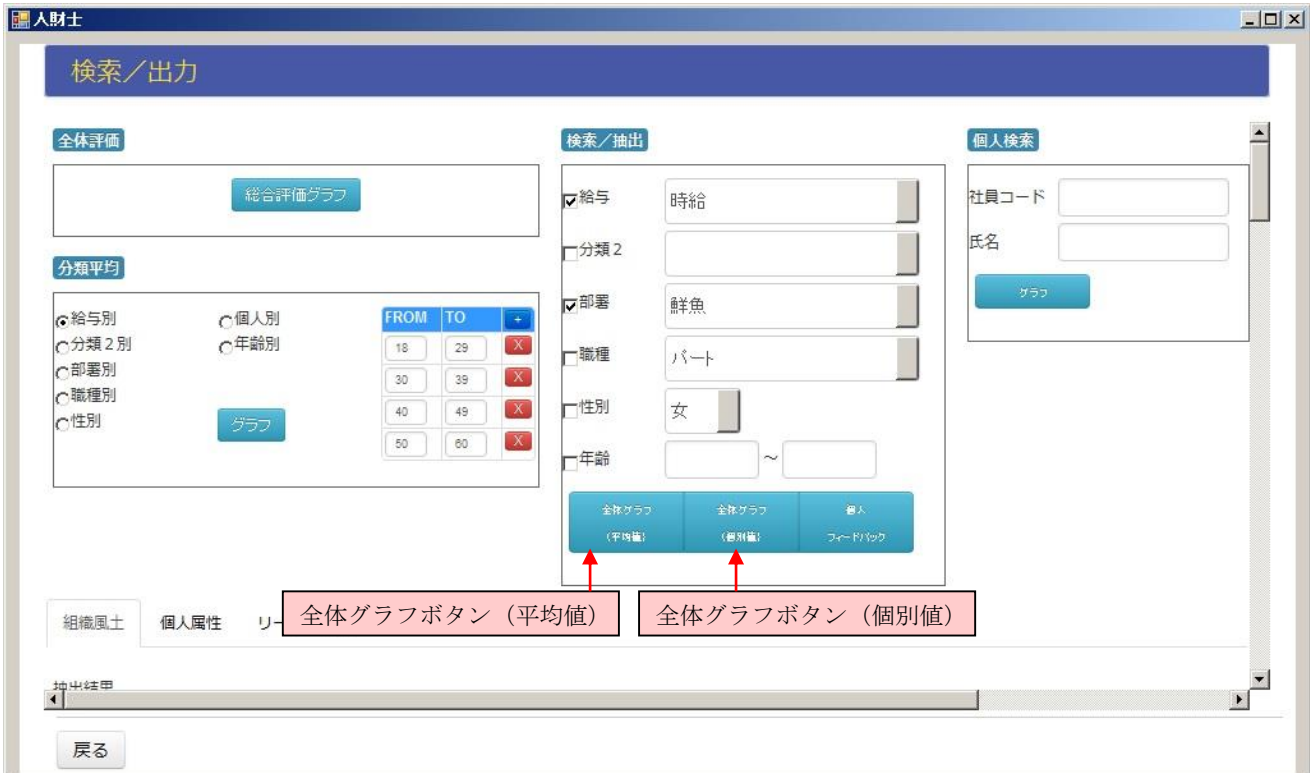 人財士
検索／出力
全体評価
総合評価グラフ
分類平均
給与別
個人別
分類２別
年齢別
部署別
職種別
性別
グラフ
FROM TO +
18 29 X
30 39 X
40 49 X
50 60 X
検索／抽出
給与 時給
分類２
部署 鮮魚
職種 パート
性別 女
年齢 ～
全体グラフ
（平均値）
全体グラフ
（個別値）
個人
フィードバック
個人検索
社員コード
氏名
グラフ
全体グラフボタン（平均値）
全体グラフボタン（個別値）
組織風土 個人属性 リー
抽出結果
戻る